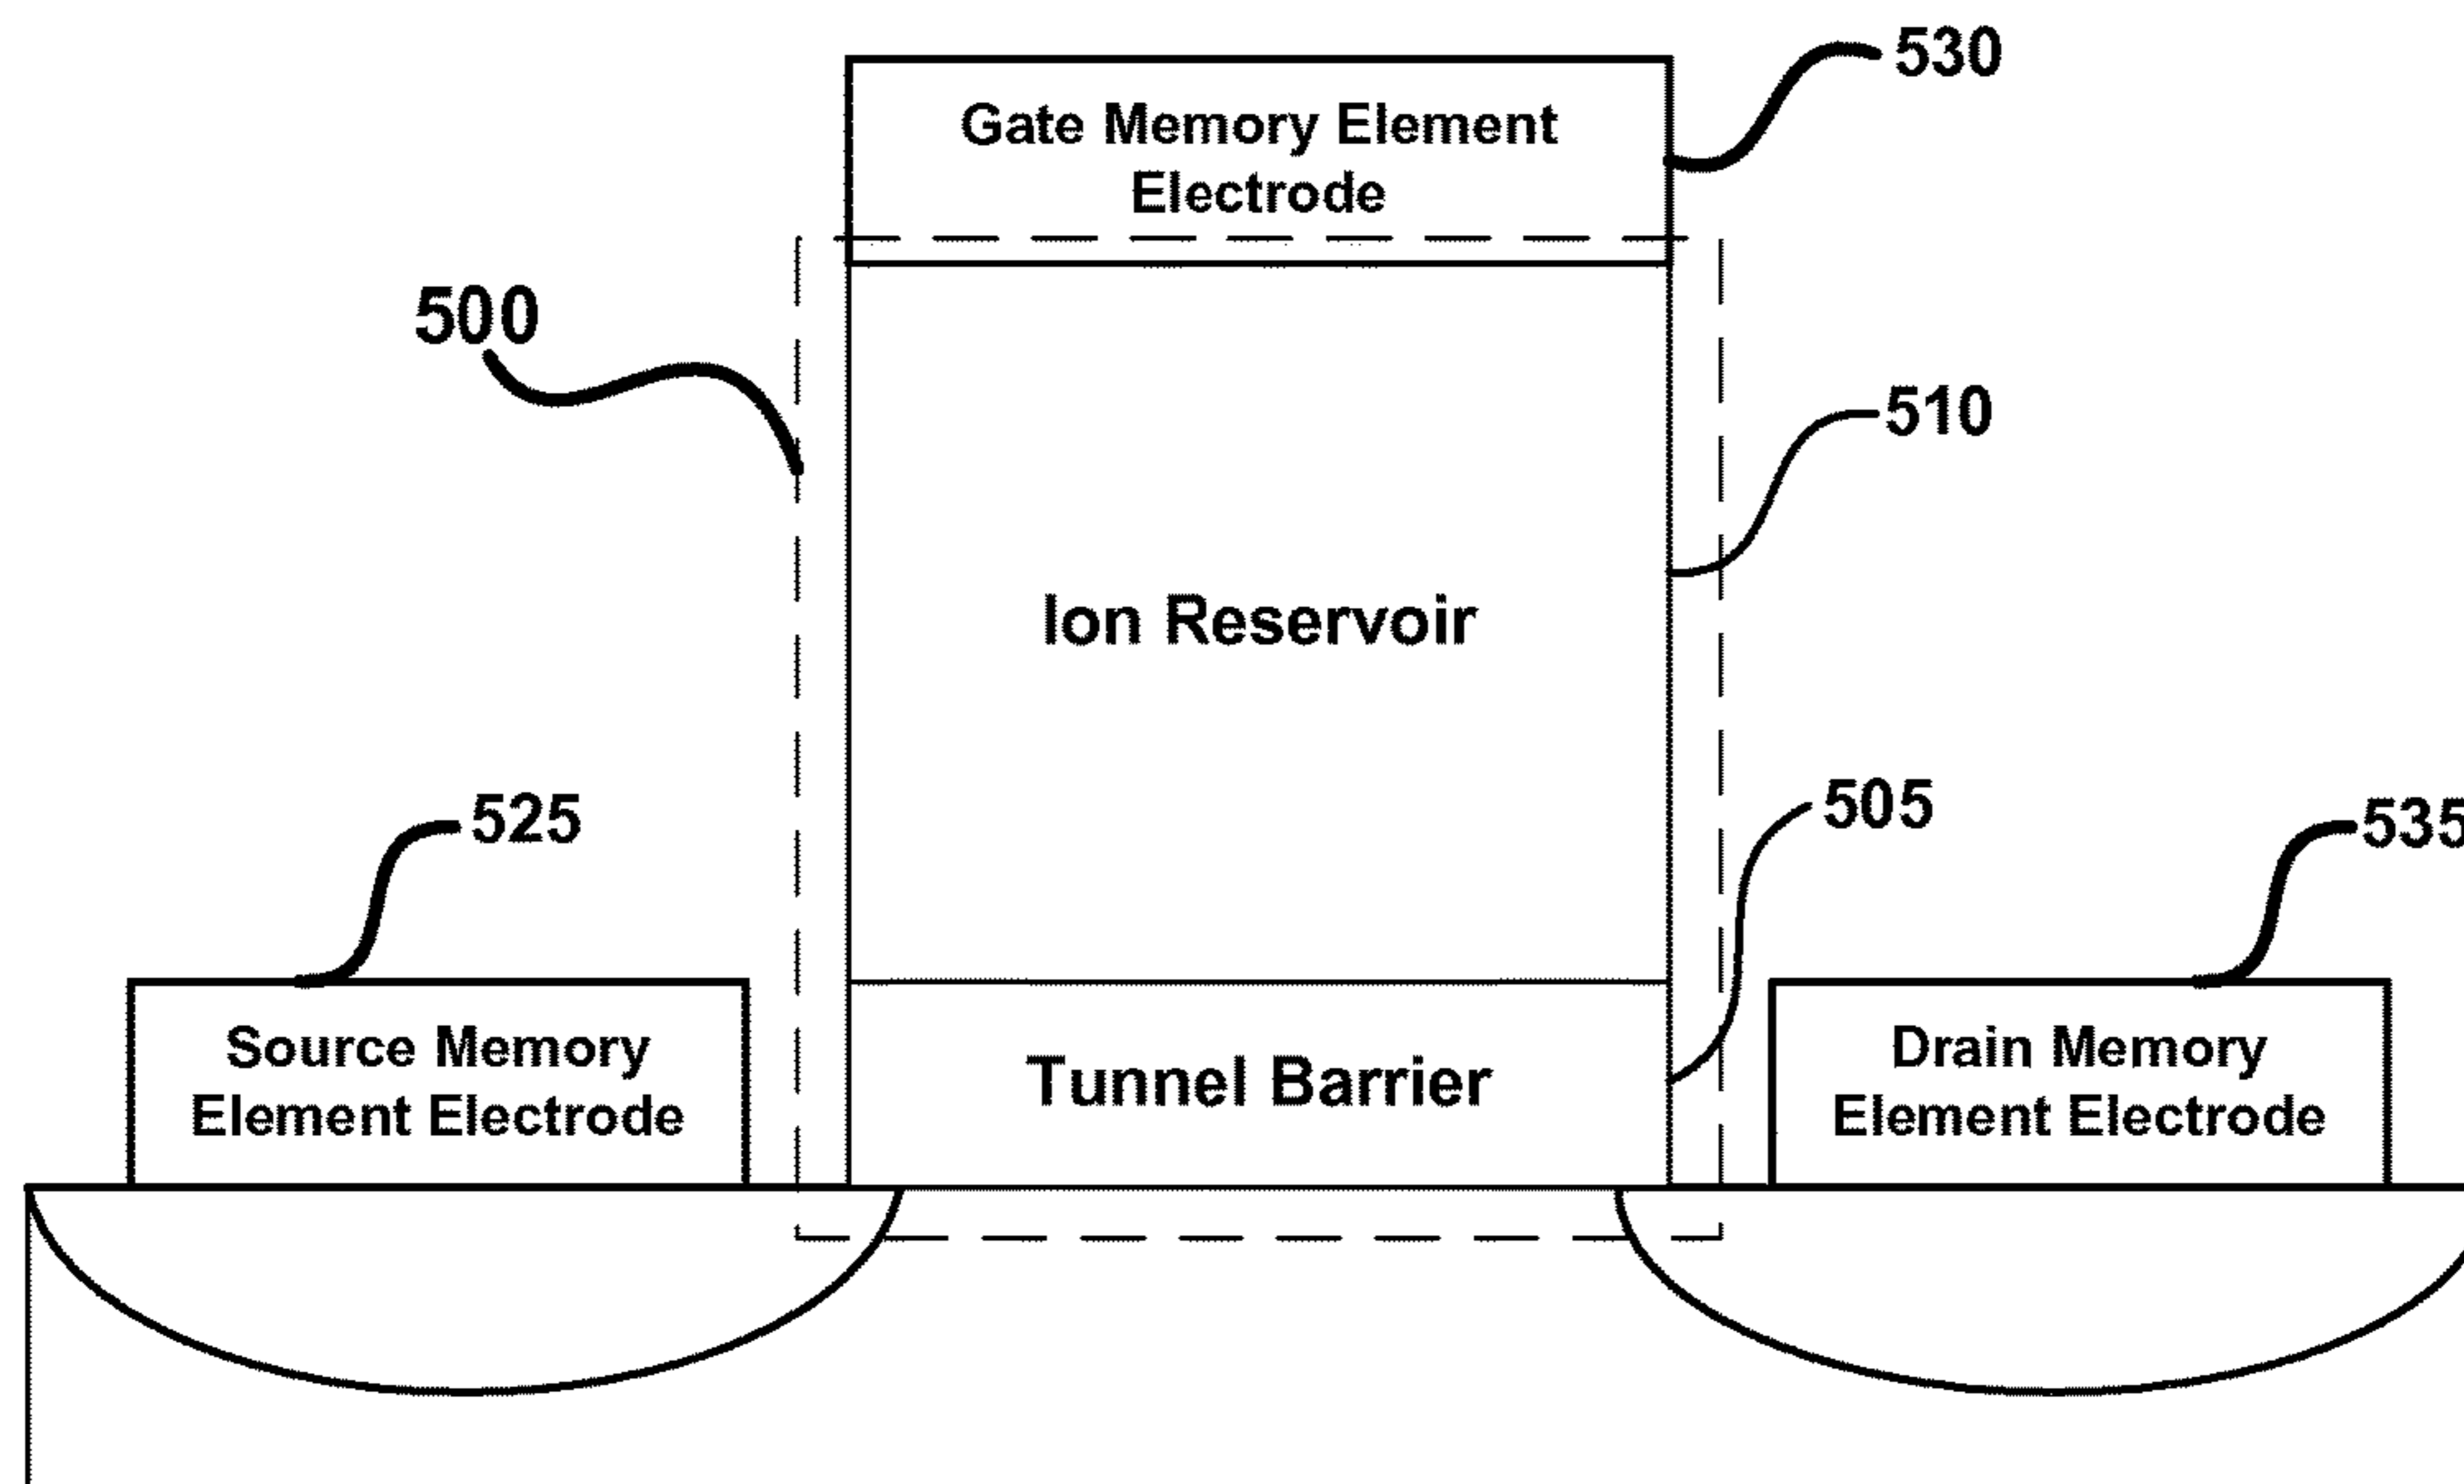 530
Gate Memory Element
Electrode
500
510
Ion Reservoir
505
525
535
Source Memory
Element Electrode
Tunnel Barrier
Drain Memory
Element Electrode